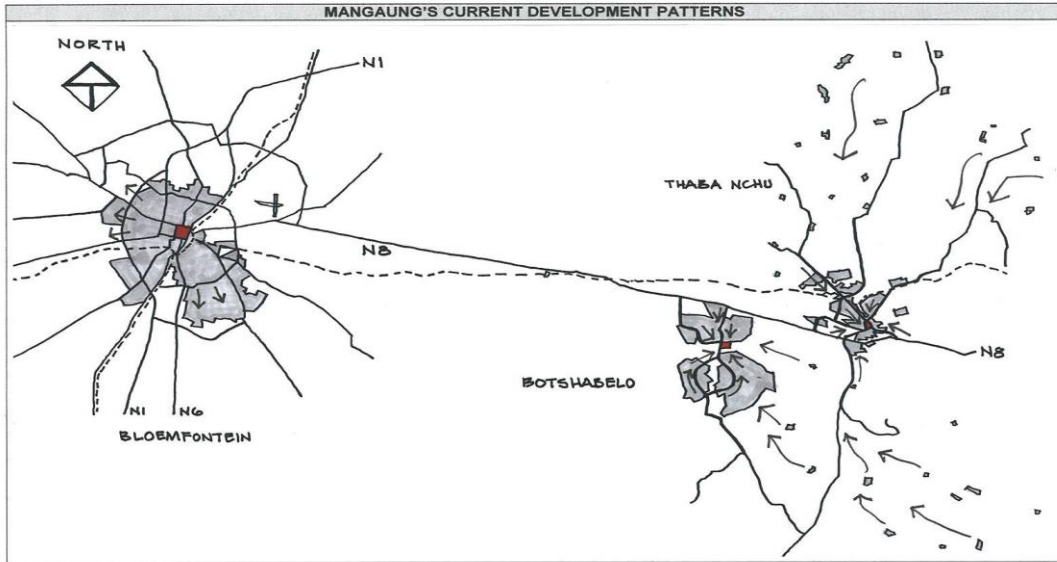 MANGAUNG'S CURRENT DEVELOPMENT PATTERNS
NORTH
N1
THABA NCHU
N8
N8
BOTSHABELO
N1
N6
BLOEMFONTEIN